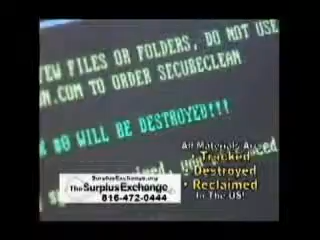 FEW FILES OR FOLDERS, DO NOT USE
N.COM TO ORDER SECURECLEAN
WILL BE DESTROYED!!!
need
All Materials Are
• Tracked
• Destroyed
• Reclaimed
In The US!
SurplusExchange.org
The Surplus Exchange
816-472-0444